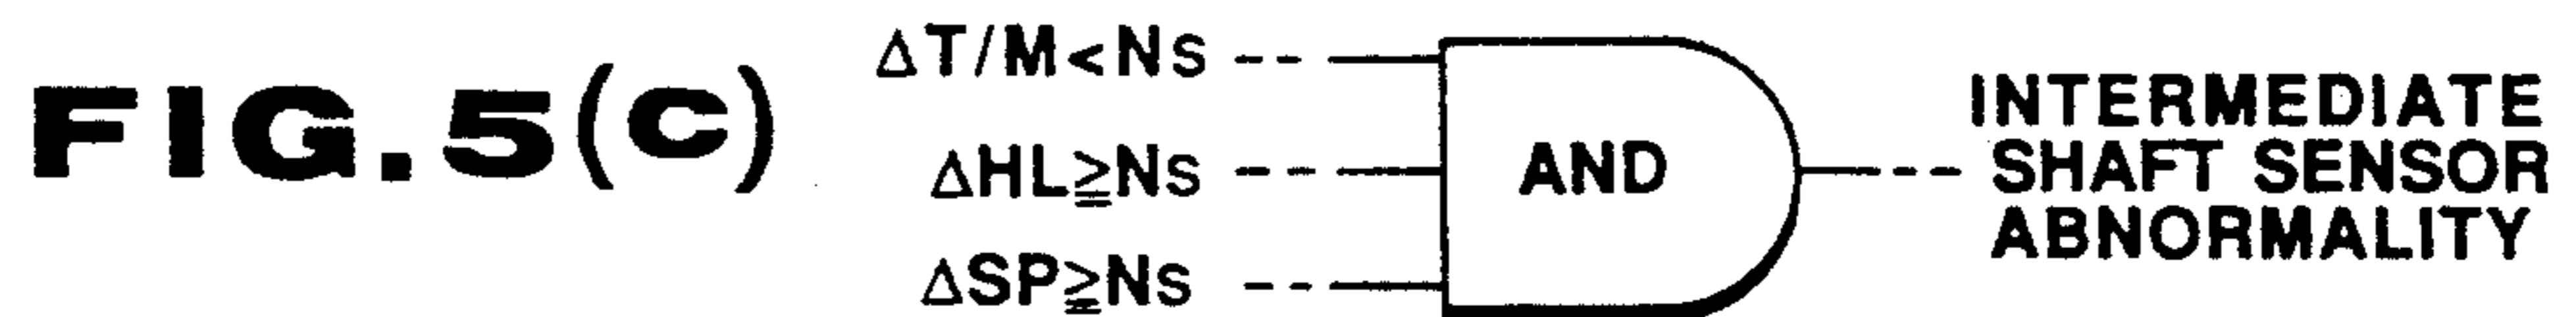 FIG.5(C)
ΔT/M<NS
ΔHL≧NS
ΔSP≧NS
AND
INTERMEDIATE
SHAFT SENSOR
ABNORMALITY